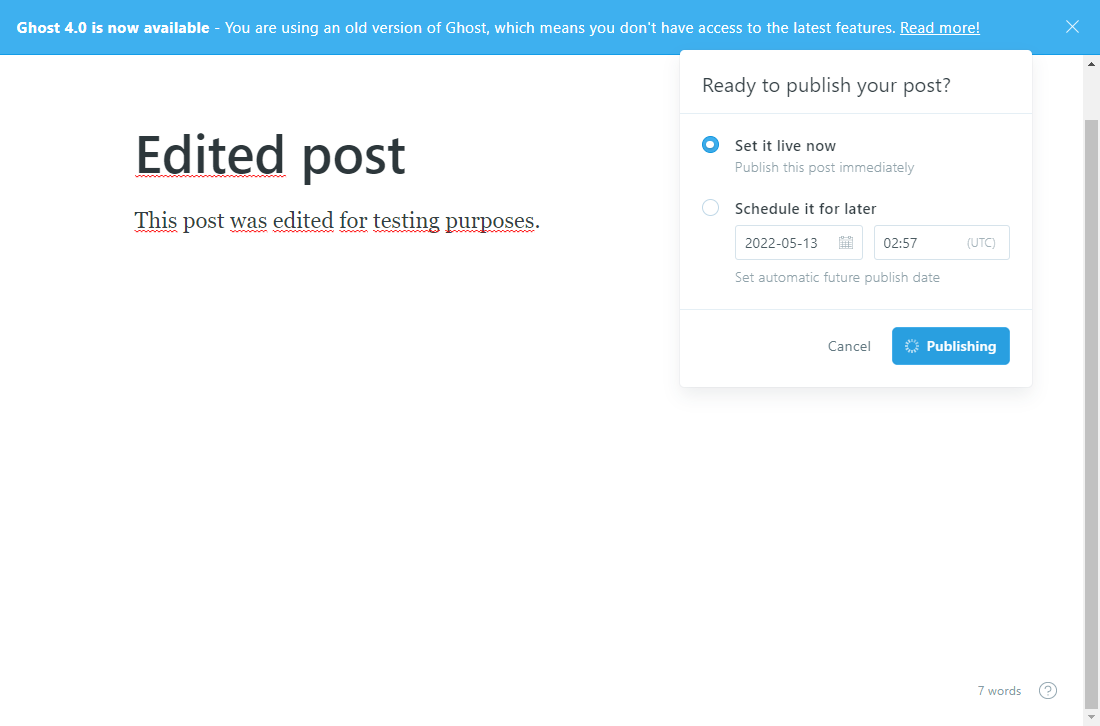 Ghost 4.0 is now available - You are using an old version of Ghost, which means you don't have access to the latest features. Read more!
Ready to publish your post?
Edited post
Set it live now
Publish this post immediately
This post was edited for testing purposes.
Schedule it for later
2022-05-13 02:57 (UTC)
Set automatic future publish date
Cancel Publishing
7 words ?